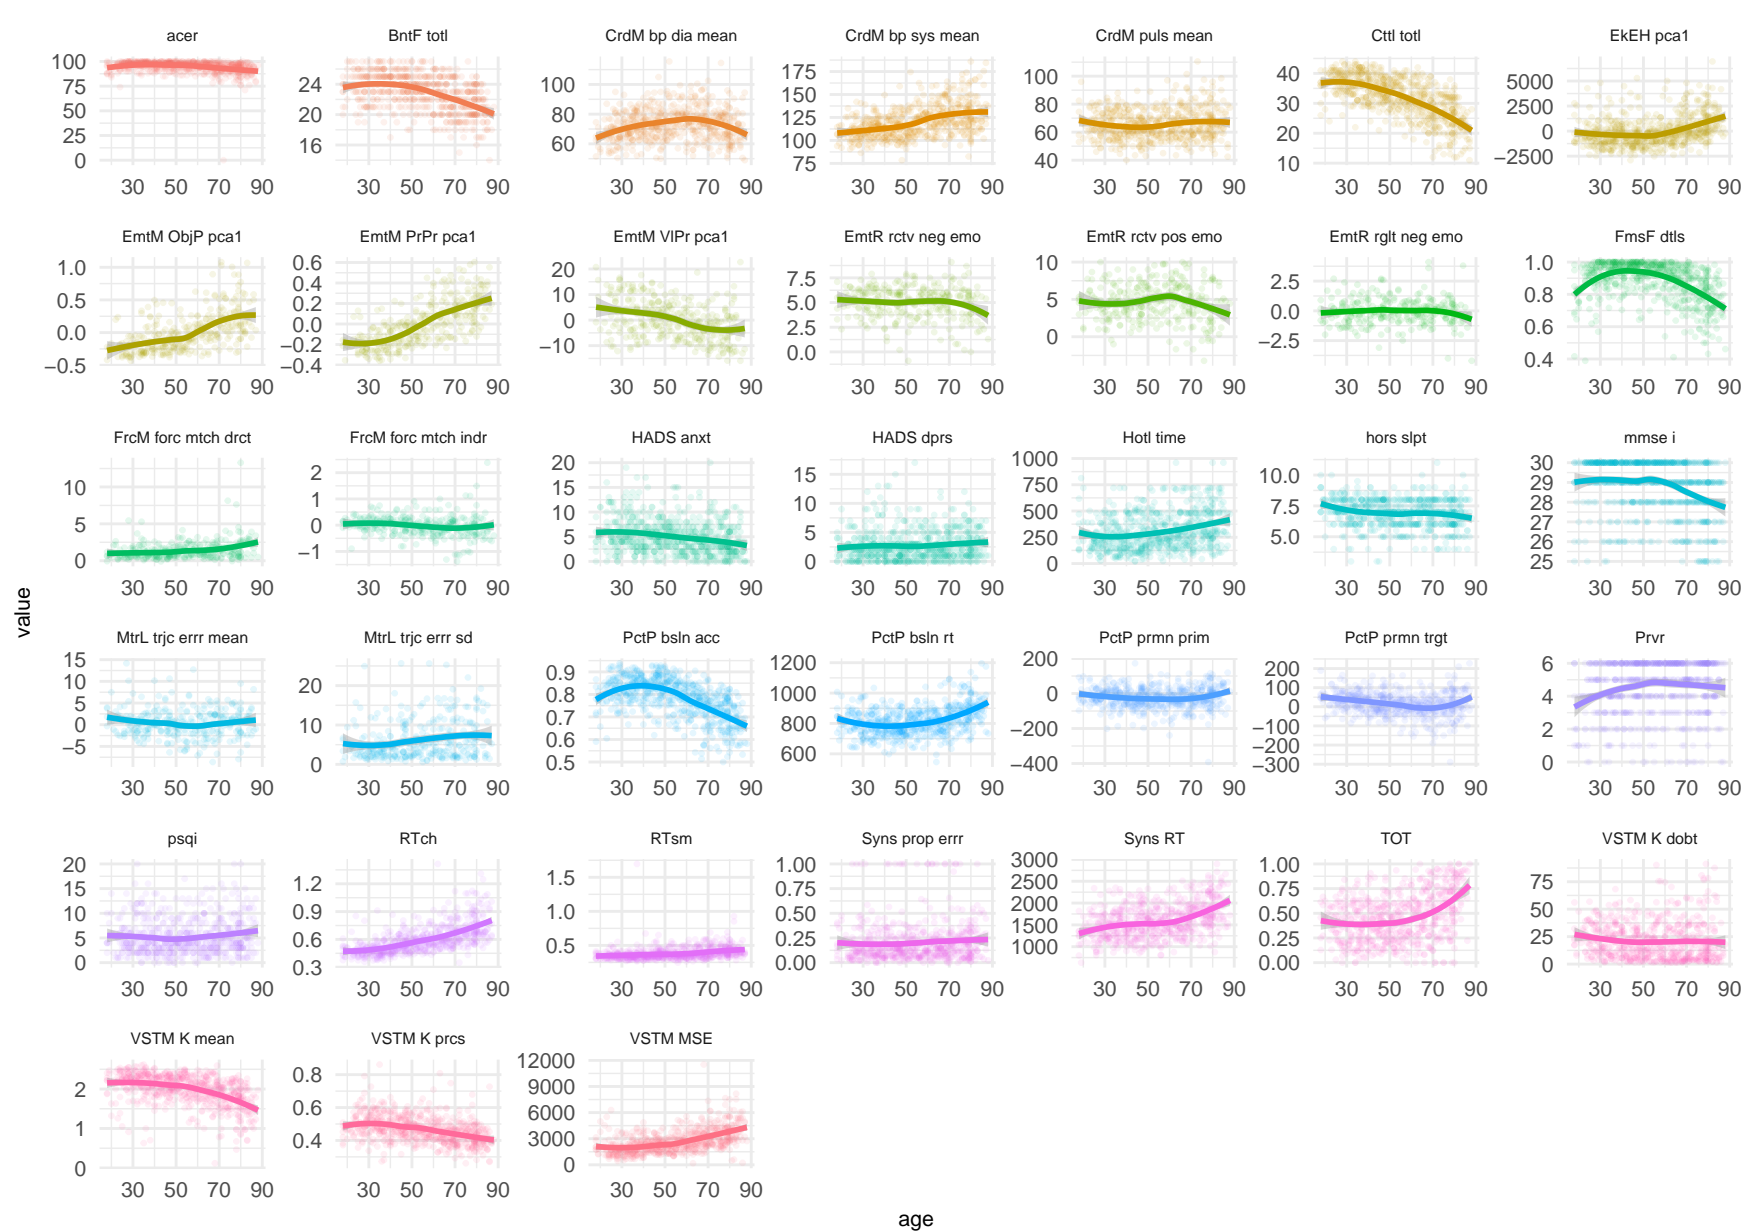 acer BntF totl CrdM bp dia mean CrdM bp sys mean CrdM puls mean Cttl totl EkEH pca1
100 75 50 25 0
24 20 16
100 80 60
175 150 125 100 75
100 80 60 40
40 30 20 10
5000 2500 0 −2500
30 50 70 90 30 50 70 90 30 50 70 90 30 50 70 90 30 50 70 90 30 50 70 90 30 50 70 90
EmtM ObjP pca1 EmtM PrPr pca1 EmtM VlPr pca1 EmtR rctv neg emo EmtR rctv pos emo EmtR rglt neg emo FmsF dtls
1.0 0.5 0.0 −0.5
0.6 0.4 0.2 0.0 −0.2 −0.4
20 10 0 −10
7.5 5.0 2.5 0.0
10 5 0
2.5 0.0 −2.5
1.0 0.8 0.6 0.4
30 50 70 90 30 50 70 90 30 50 70 90 30 50 70 90 30 50 70 90 30 50 70 90 30 50 70 90
FrcM forc mtch drct FrcM forc mtch indr HADS anxt HADS dprs Hotl time hors slpt mmse i
10 5 0
2 1 0 −1
20 15 10 5 0
15 10 5 0
1000 750 500 250 0
10.0 7.5 5.0
30 29 28 27 26 25
30 50 70 90 30 50 70 90 30 50 70 90 30 50 70 90 30 50 70 90 30 50 70 90 30 50 70 90
value
MtrL trjc errr mean MtrL trjc errr sd PctP bsln acc PctP bsln rt PctP prmn prim PctP prmn trgt Prvr
15 10 5 0 −5
20 10 0
0.9 0.8 0.7 0.6 0.5
1200 1000 800 600
200 0 −200 −400
200 100 0 −100 −200 −300
6 4 2 0
30 50 70 90 30 50 70 90 30 50 70 90 30 50 70 90 30 50 70 90 30 50 70 90 30 50 70 90
psqi RTch RTsm Syns prop errr Syns RT TOT VSTM K dobt
20 15 10 5 0
1.2 0.9 0.6 0.3
1.5 1.0 0.5
1.00 0.75 0.50 0.25 0.00
3000 2500 2000 1500 1000
1.00 0.75 0.50 0.25 0.00
75 50 25 0
30 50 70 90 30 50 70 90 30 50 70 90 30 50 70 90 30 50 70 90 30 50 70 90 30 50 70 90
VSTM K mean VSTM K prcs VSTM MSE
2 1 0
0.8 0.6 0.4
12000 9000 6000 3000 0
30 50 70 90 30 50 70 90 30 50 70 90
age